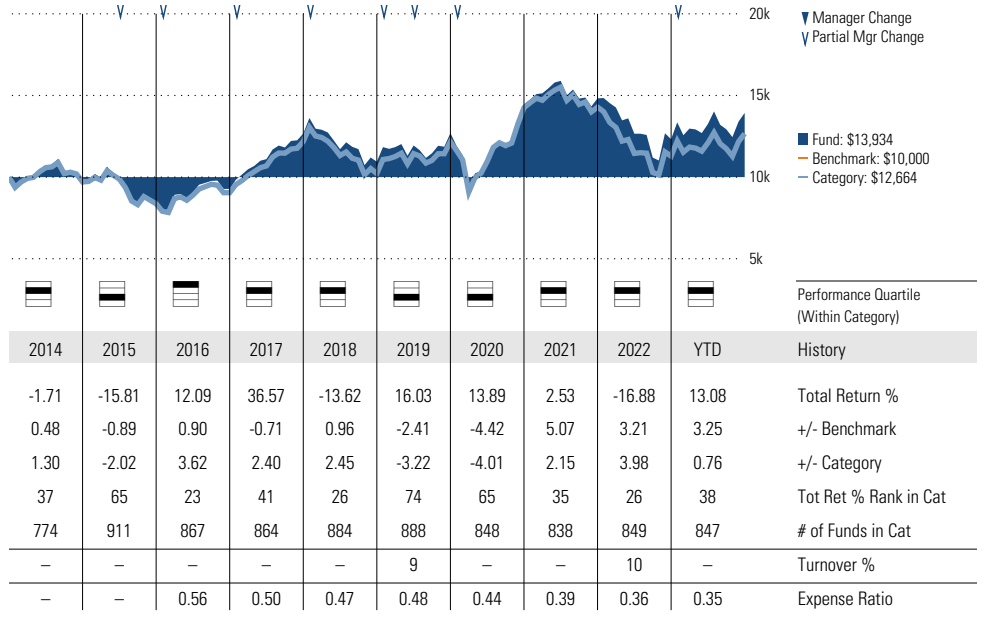 20k
Manager Change
Partial Mgr Change
15k
Fund: $13,934
Benchmark: $10,000
10k
Category: $12,664
5k
Performance Quartile
(Within Category)
2014 2015 2016 2017 2018 2019 2020 2021 2022 YTD History
-1.71 -15.81 12.09 36.57 -13.62 16.03 13.89 2.53 -16.88 13.08 Total Return %
0.48 -0.89 0.90 -0.71 0.96 -2.41 -4.42 5.07 3.21 3.25 +/- Benchmark
1.30 -2.02 3.62 2.40 2.45 -3.22 -4.01 2.15 3.98 0.76 +/- Category
37 65 23 41 26 74 65 35 26 38 Tot Ret % Rank in Cat
774 911 867 864 884 888 848 838 849 847 # of Funds in Cat
– – – – – 9 – – 10 – Turnover %
– – 0.56 0.50 0.47 0.48 0.44 0.39 0.36 0.35 Expense Ratio